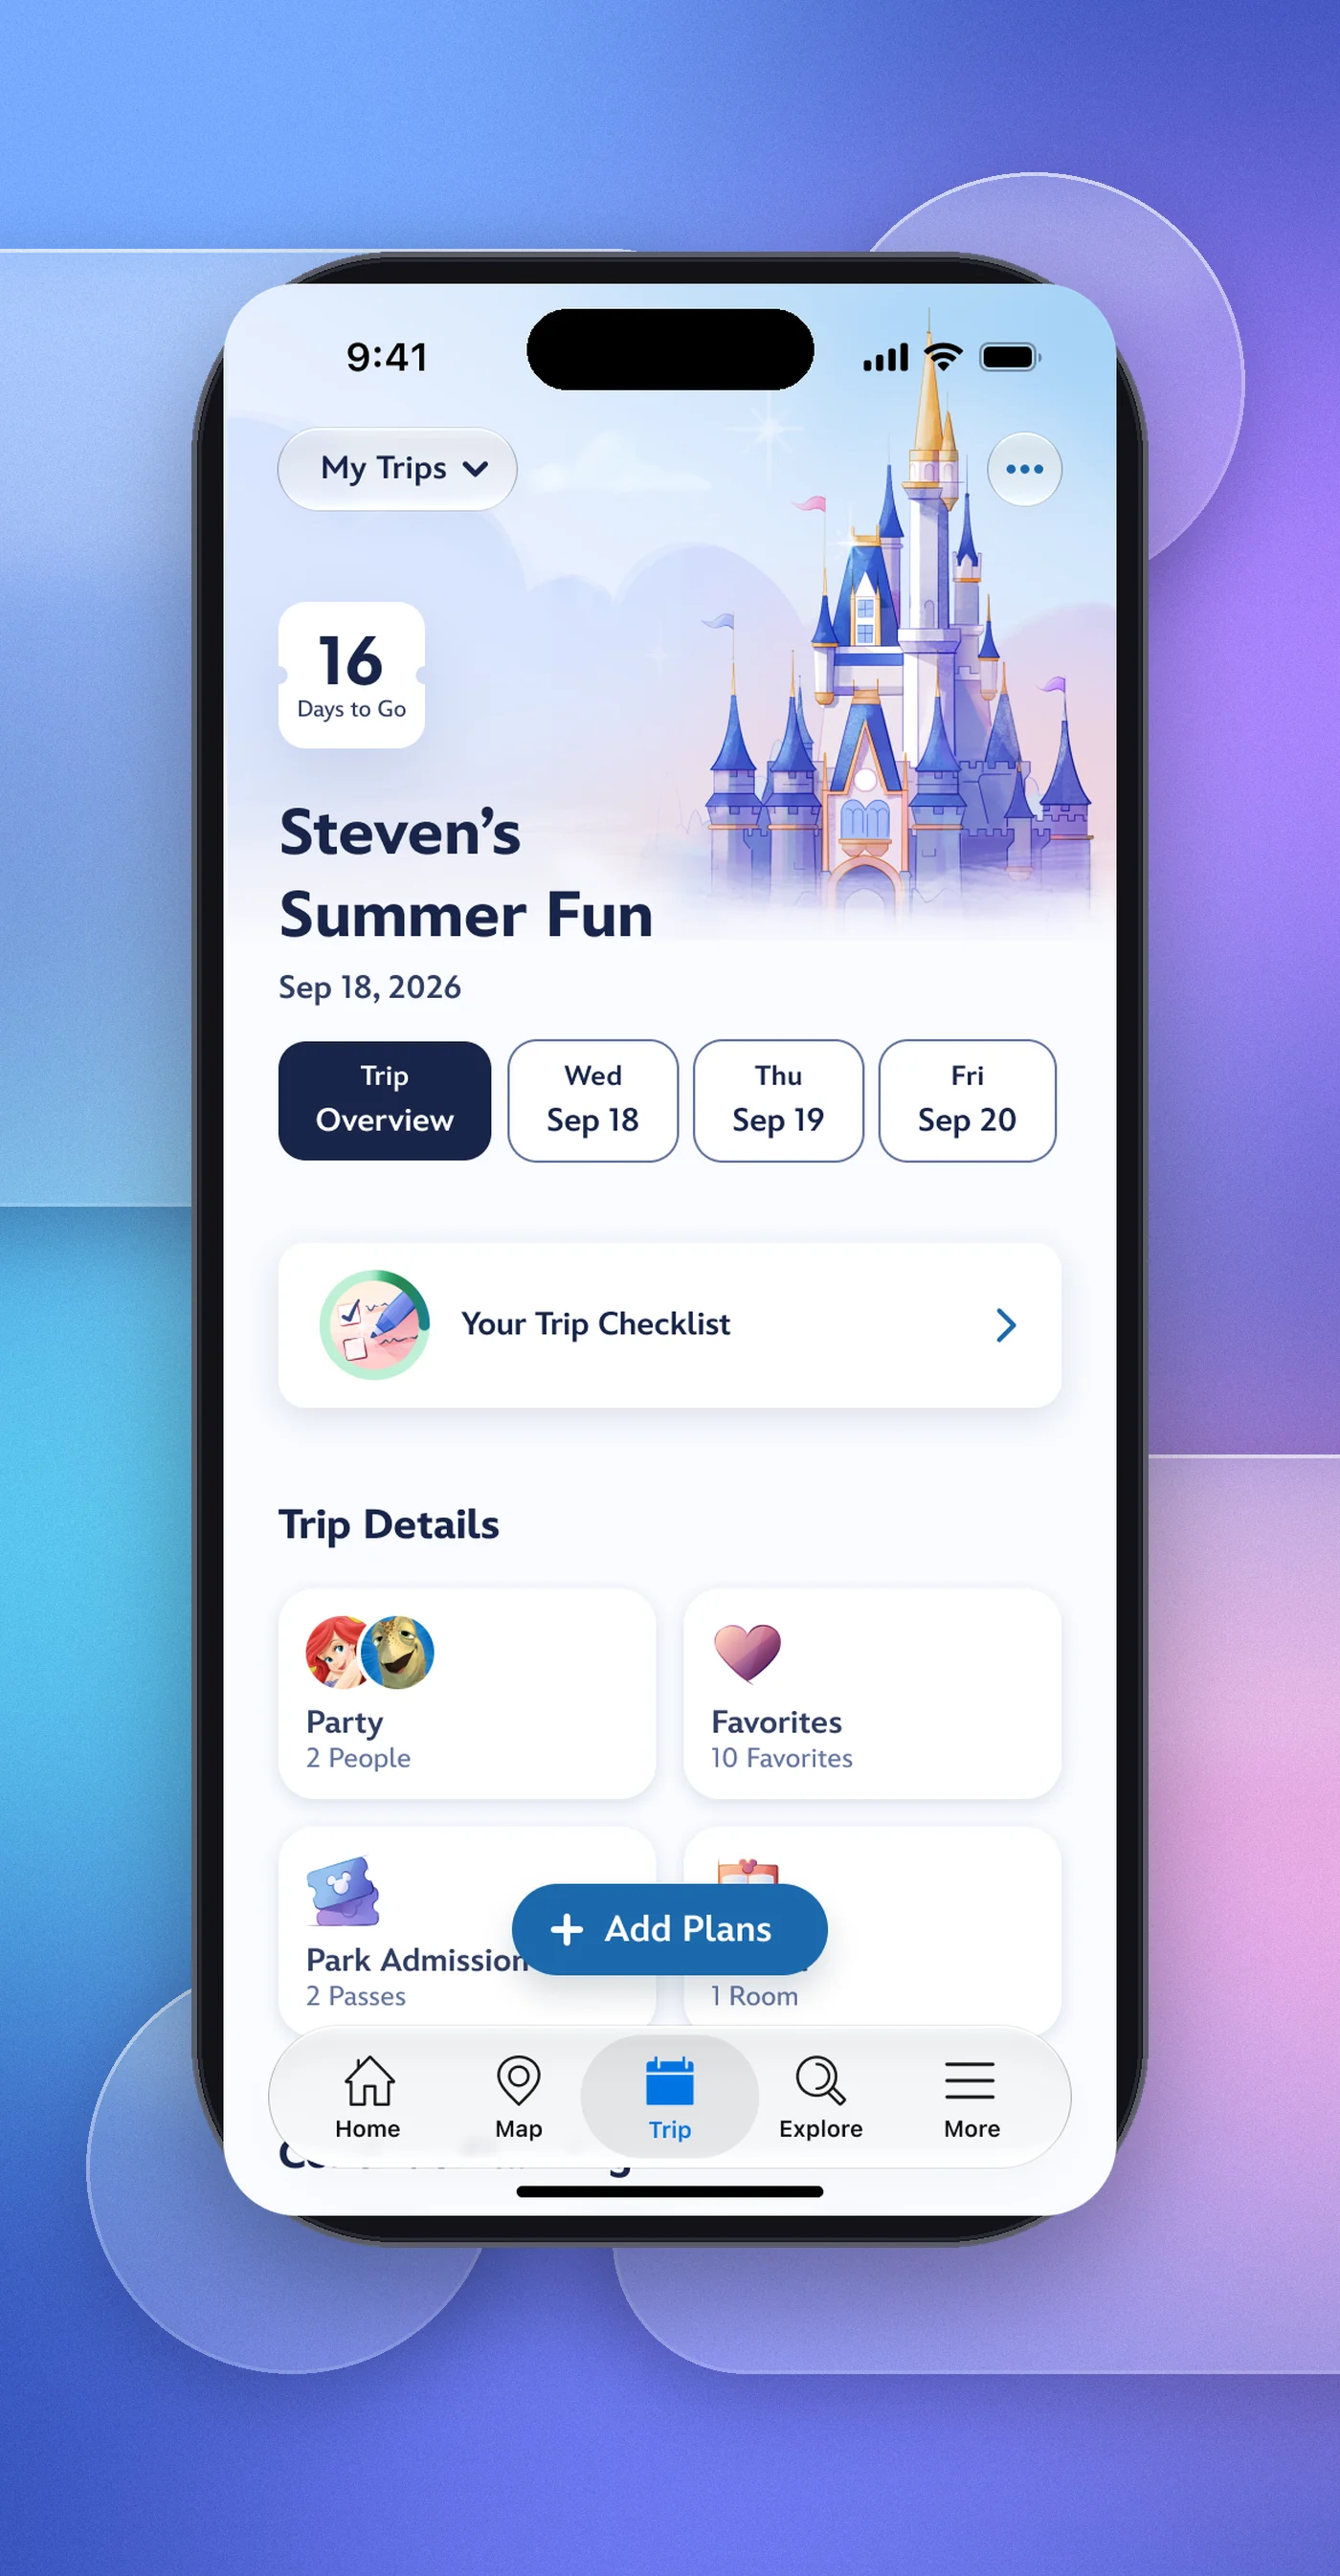 9:41
My Trips
16
Days to Go
Steven’s
Summer Fun
Sep 18, 2026
Trip
Overview
Wed
Sep 18
Thu
Sep 19
Fri
Sep 20
Your Trip Checklist
Trip Details
Party
2 People
Favorites
10 Favorites
Park Admission
2 Passes
1 Room
Add Plans
Home
Map
Trip
Explore
More